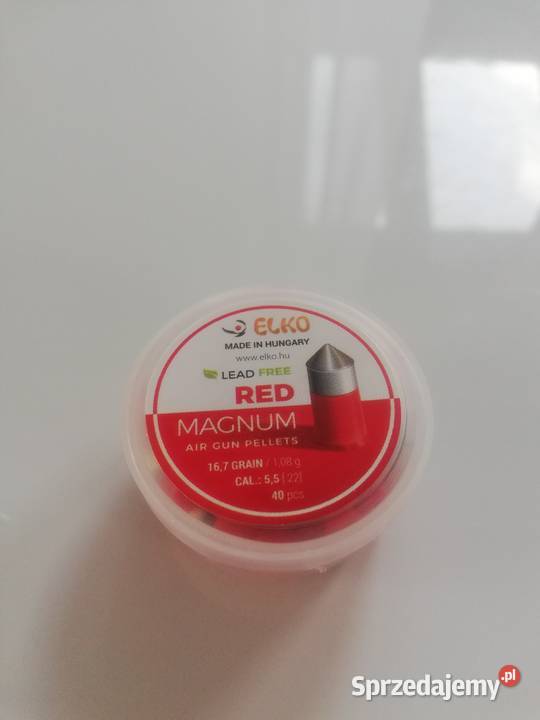 ELKO
MADE IN HUNGARY
www.elko.hu
LEAD FREE
RED
MAGNUM
AIR GUN PELLETS
16,7 GRAIN / 1,08 g
CAL.: 5,5 [22]
40 pcs
Sprzedajemy.pl